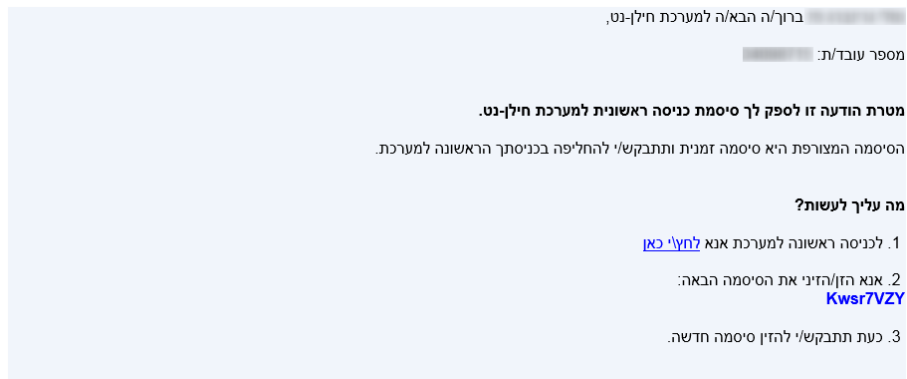 ברוך/ה הבא/ה למערכת חילן-נט,
מספר עובד/ת:
מטרת הודעה זו לספק לך סיסמת כניסה ראשונית למערכת חילן-נט.
הסיסמה המצורפת היא סיסמה זמנית ותתבקש/י להחליפה בכניסתך הראשונה למערכת.
מה עליך לעשות?
1. לכניסה ראשונה למערכת אנא לחץ\י כאן
2. אנא הזן/הזיני את הסיסמה הבאה:
Kwsr7VZY
3. כעת תתבקש/י להזין סיסמה חדשה.